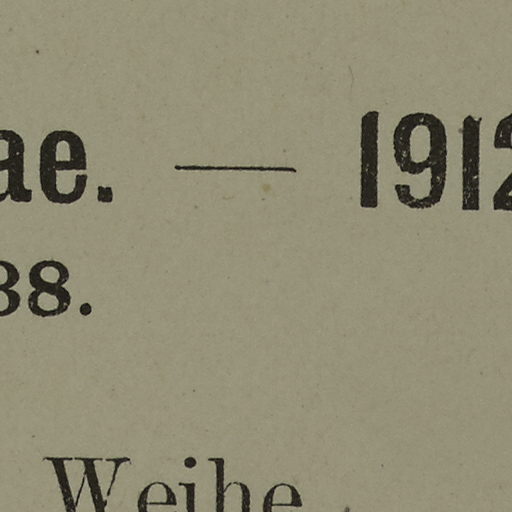 ae. — 1912
38.
Weihe